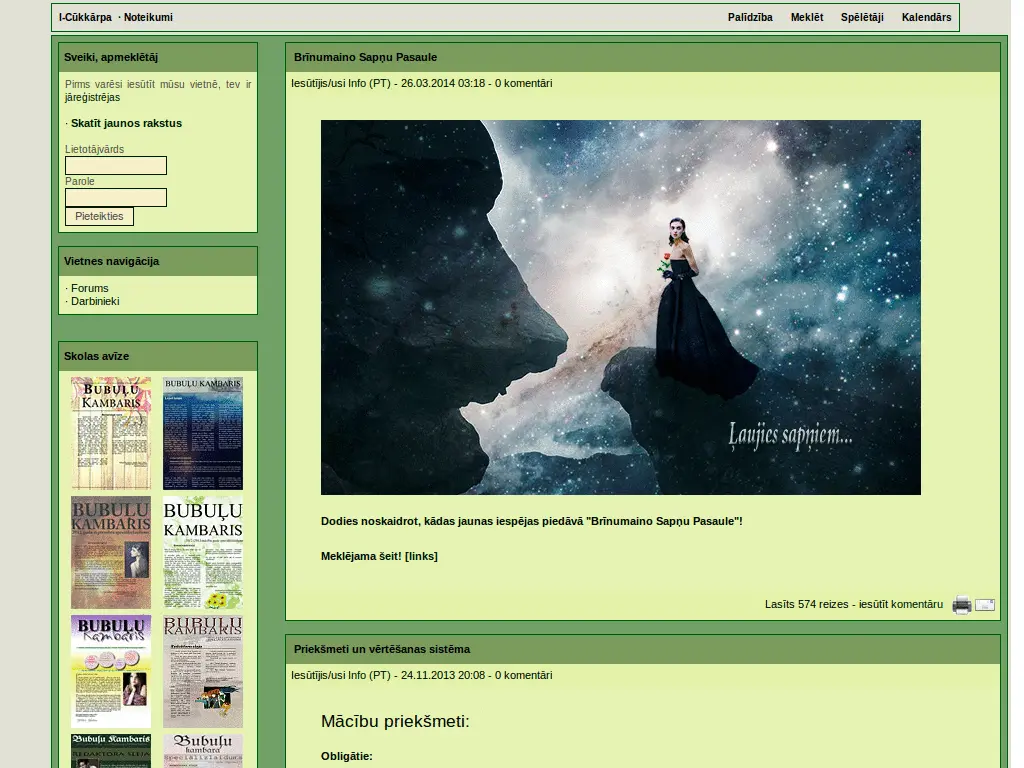 I-Cūkkārpa · Noteikumi
Palīdzība Meklēt Spēlētāji Kalendārs
Sveiki, apmeklētāj
Pirms varēsi iesūtīt mūsu vietnē, tev ir
jāreģistrējas
· Skatīt jaunos rakstus
Lietotājvārds
Parole
Pieteikties
Vietnes navigācija
· Forums
· Darbinieki
Skolas avīze
BUBUĻU
KAMBARIS
BUBUĻU KAMBARIS
BUBUĻU
KAMBARIS
BUBUĻU
KAMBARIS
BUBUĻU
Kambaris
BUBUĻU
KAMBARIS
Bubuļu Kambaris
REDAKTORA SLEJA
Bubuļu
kambara
Speciālizlaidums
Brīnumaino Sapņu Pasaule
Iesūtījis/usi Info (PT) - 26.03.2014 03:18 - 0 komentāri
Ļaujies sapņiem...
Dodies noskaidrot, kādas jaunas iespējas piedāvā "Brīnumaino Sapņu Pasaule"!
Meklējama šeit! [links]
Lasīts 574 reizes - iesūtīt komentāru
Priekšmeti un vērtēšanas sistēma
Iesūtījis/usi Info (PT) - 24.11.2013 20:08 - 0 komentāri
Mācību priekšmeti:
Obligātie: